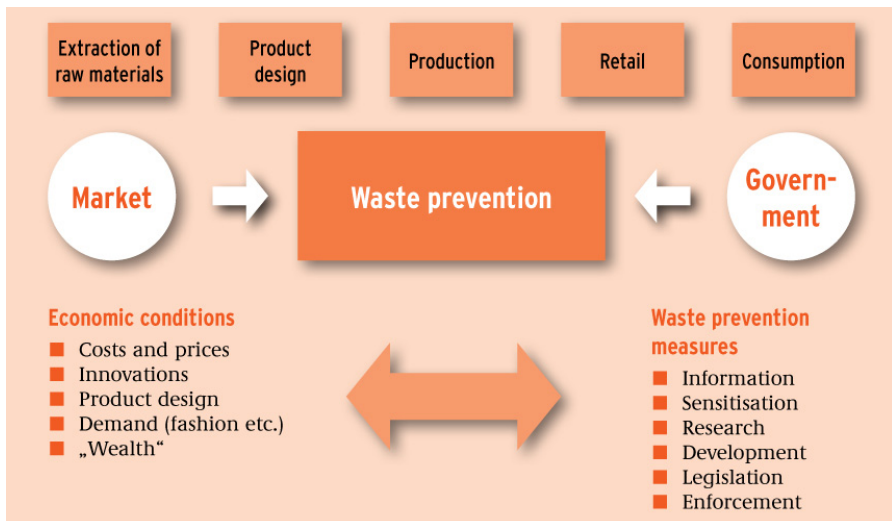 Extraction of
raw materials
Product
design
Production
Retail
Consumption
Market
Waste prevention
Govern-
ment
Economic conditions
■ Costs and prices
■ Innovations
■ Product design
■ Demand (fashion etc.)
■ „Wealth“
Waste prevention
measures
■ Information
■ Sensitisation
■ Research
■ Development
■ Legislation
■ Enforcement